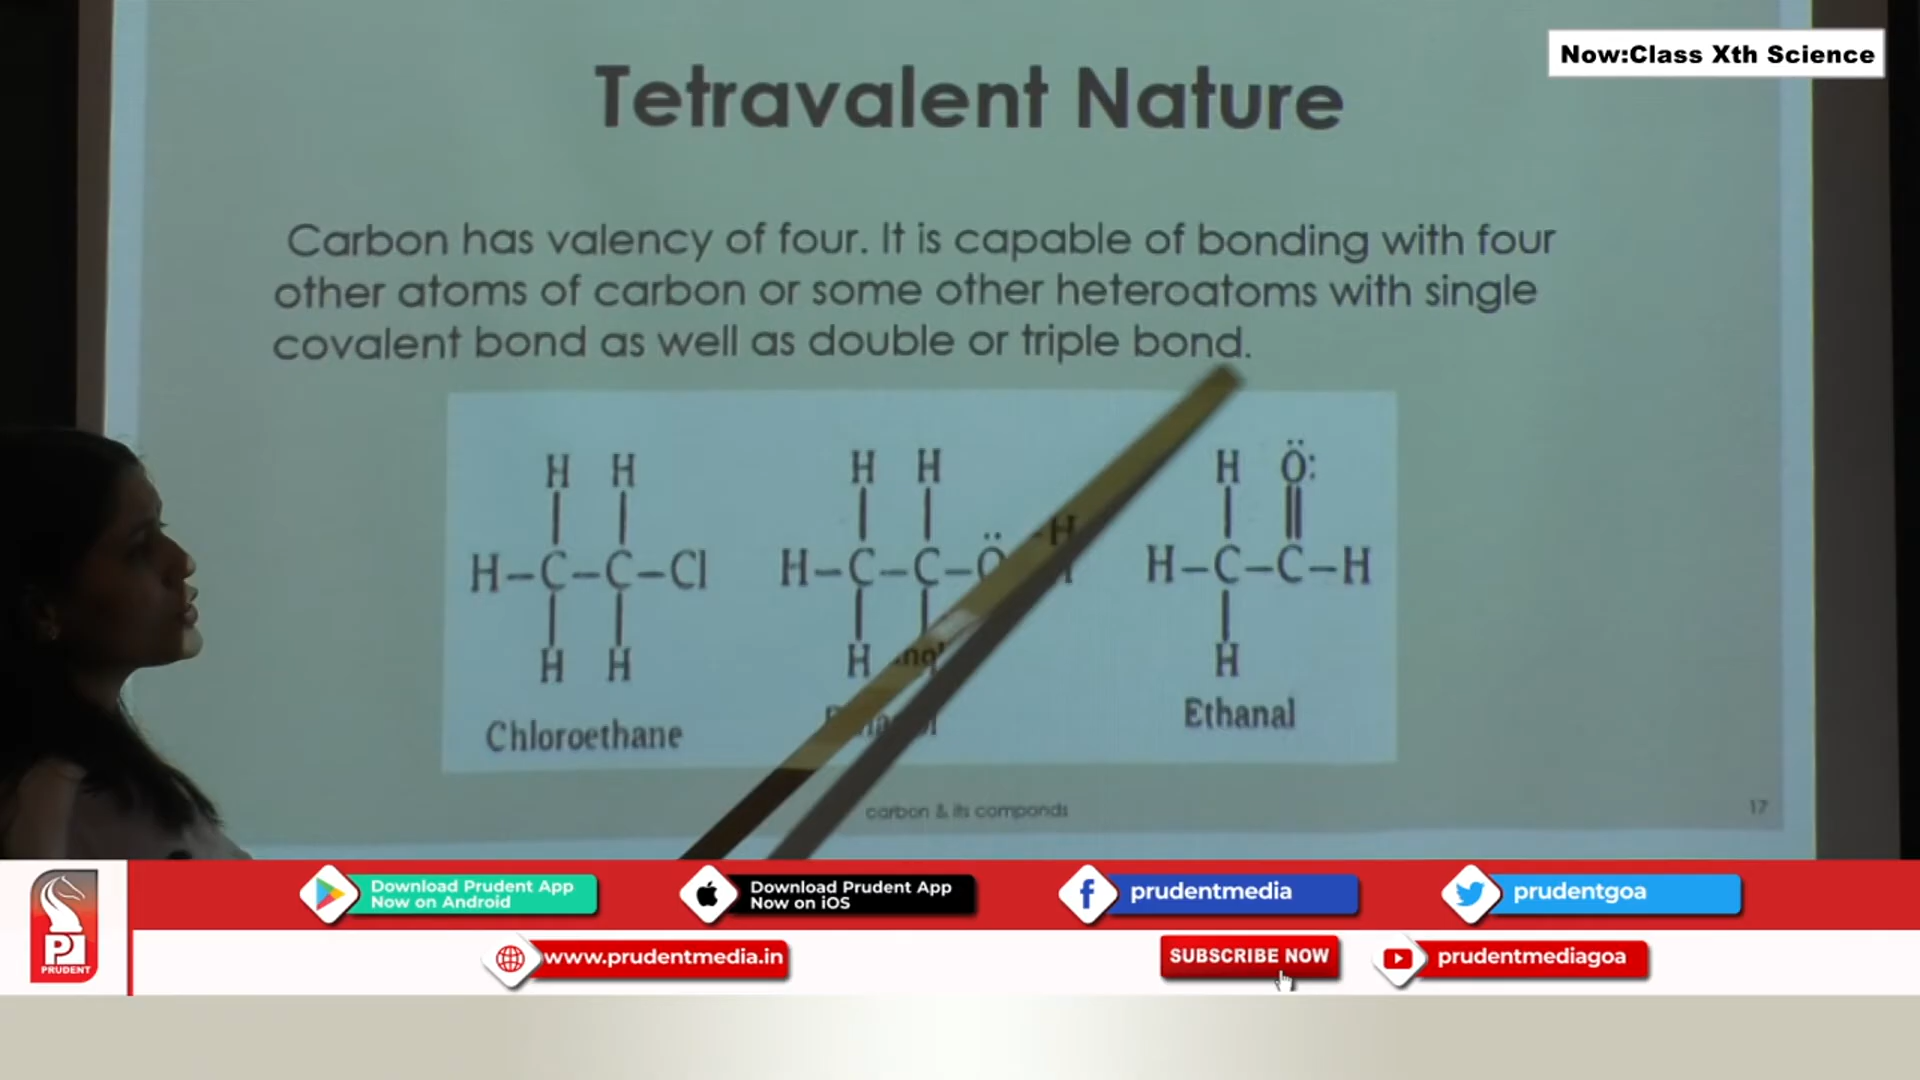 Now:Class Xth Science
Tetravalent Nature
Carbon has valency of four. It is capable of bonding with four
other atoms of carbon or some other heteroatoms with single
covalent bond as well as double or triple bond.
H H
H-C-C-Cl
H H
Chloroethane
H H
H-C-C-Ö
H
H
H Ö:
H-C-C-H
H
Ethanal
carbon & its componds
17
PRUDENT
Download Prudent App
Now on Android
Download Prudent App
Now on iOS
prudentmedia
prudentgoa
www.prudentmedia.in
SUBSCRIBE NOW
prudentmediagoa